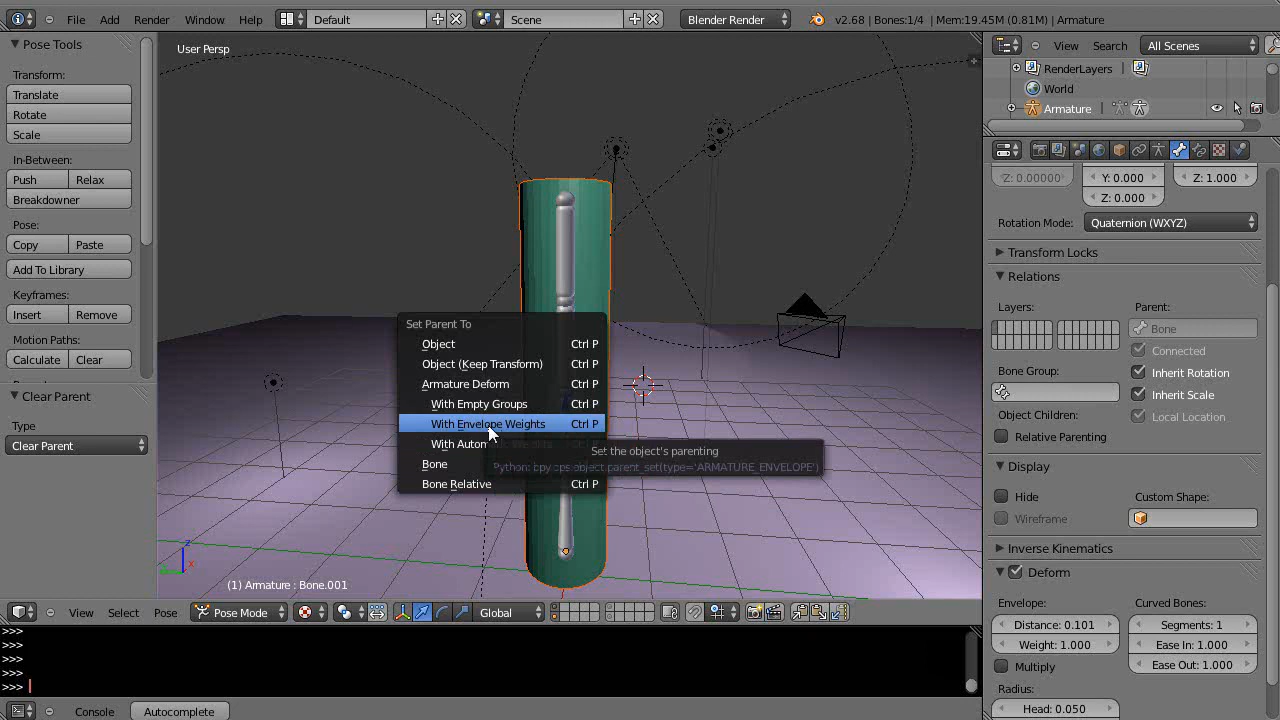 File Add Render Window Help Default Scene Blender Render v2.68 | Bones:1/4 | Mem:19.45M (0.81M) | Armature
Pose Tools
Transform:
Translate
Rotate
Scale
In-Between:
Push Relax
Breakdowner
Pose:
Copy Paste
Add To Library
Keyframes:
Insert Remove
Motion Paths:
Calculate Clear
Clear Parent
Type
Clear Parent
User Persp
Set Parent To
Object Ctrl P
Object (Keep Transform) Ctrl P
Armature Deform Ctrl P
With Empty Groups Ctrl P
With Envelope Weights Ctrl P
With Autom
Bone
Bone Relative Ctrl P
Set the object's parenting
Python: bpy.ops.object.parent_set(type='ARMATURE_ENVELOPE')
z
x
(1) Armature : Bone.001
View Select Pose Pose Mode Global
>>>
>>>
>>>
>>>
>>>
Console Autocomplete
View Search All Scenes
RenderLayers
World
Armature
Z: 0.00000 Y: 0.000 Z: 1.000
Z: 0.000
Rotation Mode: Quaternion (WXYZ)
Transform Locks
Relations
Layers: Parent:
Bone
Connected
Bone Group: Inherit Rotation
Inherit Scale
Object Children: Local Location
Relative Parenting
Display
Hide Custom Shape:
Wireframe
Inverse Kinematics
Deform
Envelope: Curved Bones:
Distance: 0.101 Segments: 1
Weight: 1.000 Ease In: 1.000
Multiply Ease Out: 1.000
Radius:
Head: 0.050